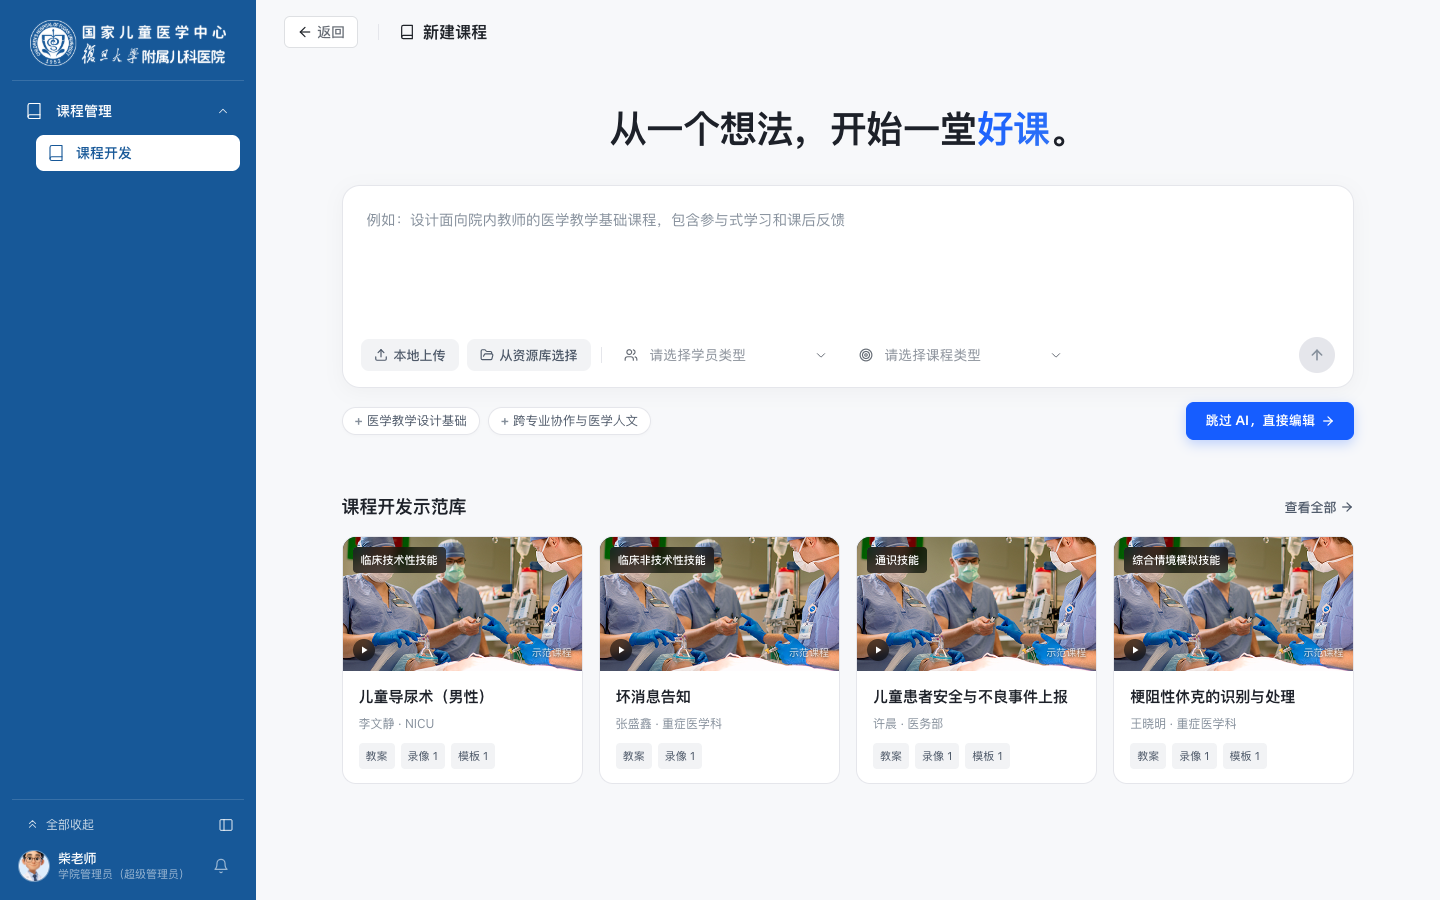 国家儿童医学中心
復旦大学附属儿科医院
1952
课程管理
课程开发
全部收起
柴老师
学院管理员（超级管理员）
返回
新建课程
从一个想法，开始一堂好课。
例如：设计面向院内教师的医学教学基础课程，包含参与式学习和课后反馈
本地上传
从资源库选择
请选择学员类型
请选择课程类型
+ 医学教学设计基础
+ 跨专业协作与医学人文
跳过 AI，直接编辑
课程开发示范库
查看全部
临床技术性技能
示范课程
儿童导尿术（男性）
李文静 · NICU
教案 录像 1 模板 1
临床非技术性技能
示范课程
坏消息告知
张盛鑫 · 重症医学科
教案 录像 1
通识技能
示范课程
儿童患者安全与不良事件上报
许晨 · 医务部
教案 录像 1 模板 1
综合情境模拟技能
示范课程
梗阻性休克的识别与处理
王晓明 · 重症医学科
教案 录像 1 模板 1